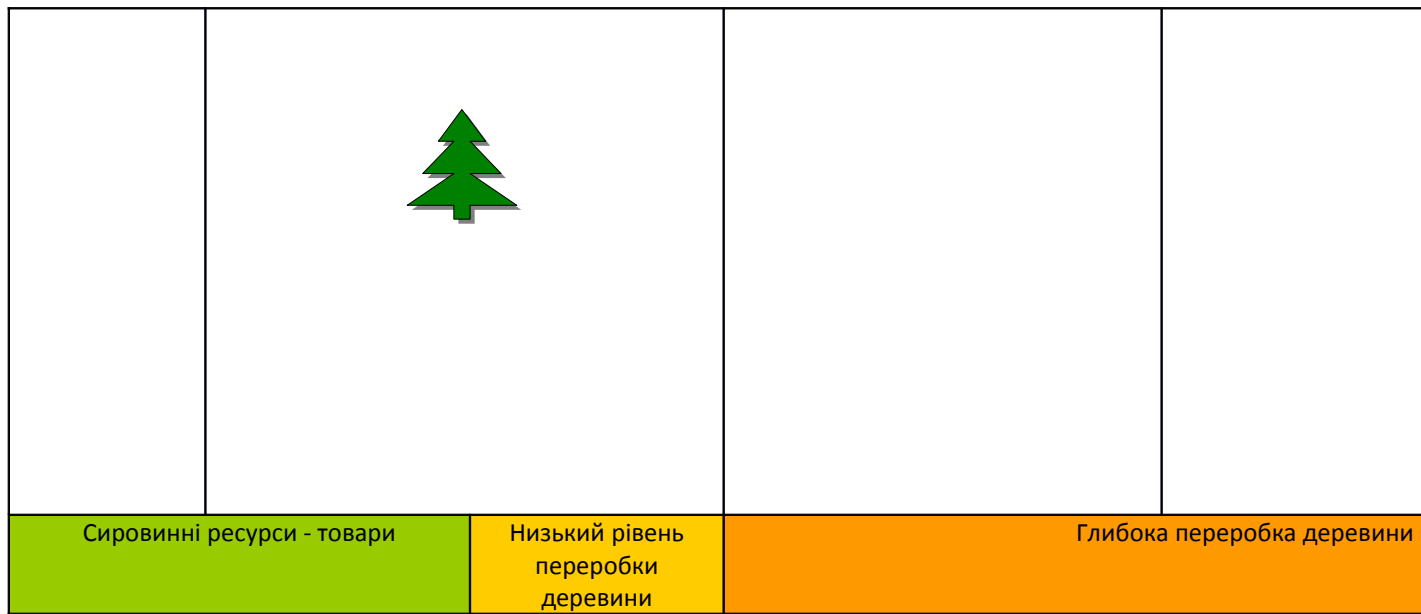 Сировинні ресурси - товари
Низький рівень
переробки
деревини
Глибока переробка деревини